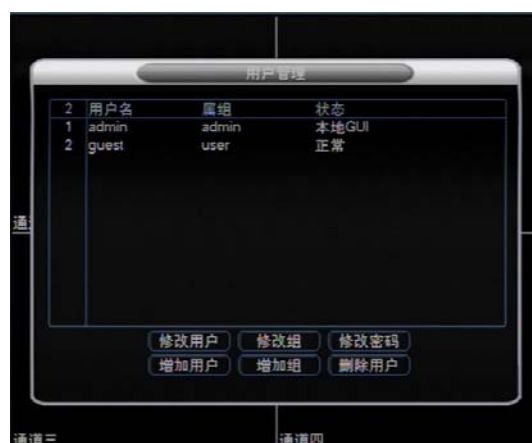 用户管理
2 用户名 属组 状态
1 admin admin 本地GUI
2 guest user 正常
通道
修改用户 修改组 修改密码
增加用户 增加组 删除用户
通道三 通道四